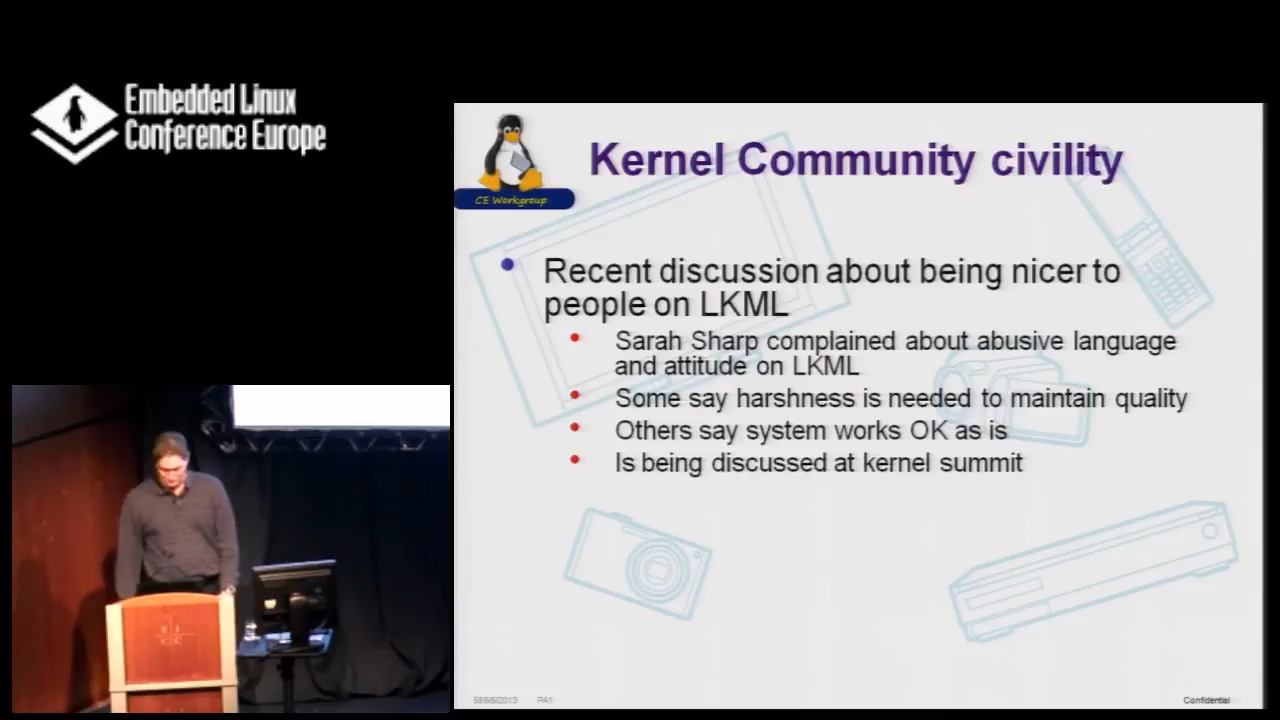 Embedded Linux
Conference Europe
CE Workgroup
Kernel Community civility
Recent discussion about being nicer to
people on LKML
Sarah Sharp complained about abusive language
and attitude on LKML
Some say harshness is needed to maintain quality
Others say system works OK as is
Is being discussed at kernel summit
PA1
Confidential